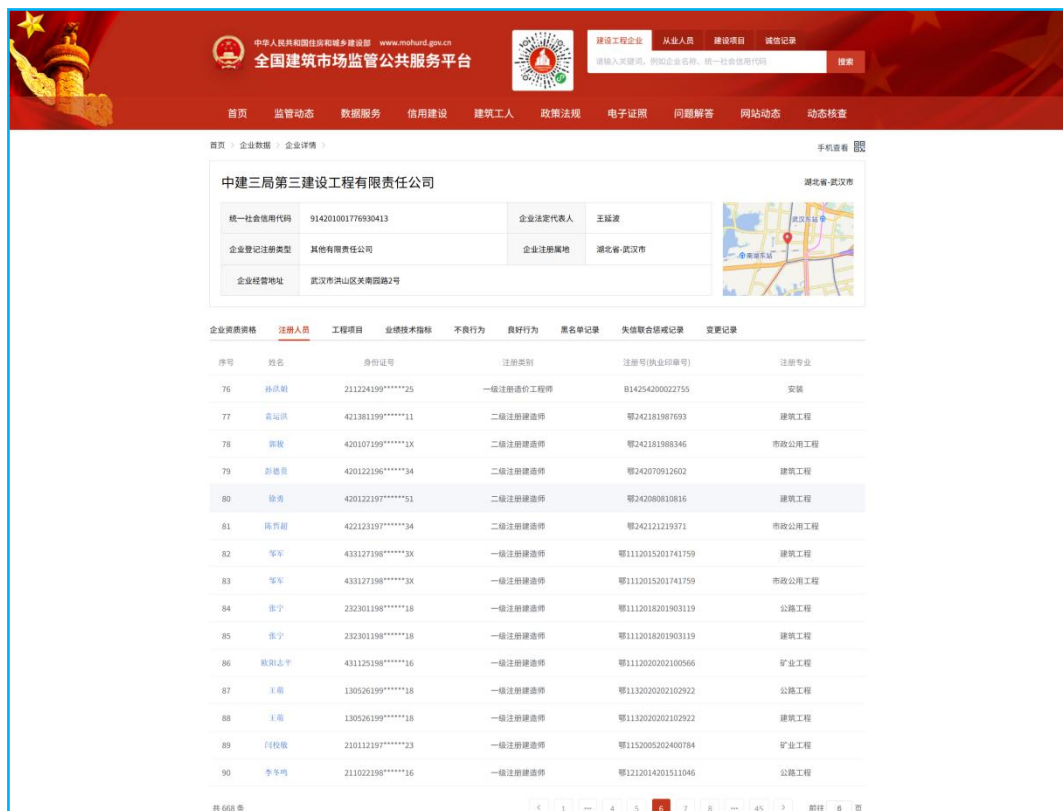 中华人民共和国住房和城乡建设部 www.mohurd.gov.cn
全国建筑市场监管公共服务平台
建设工程企业 从业人员 建设项目 诚信记录
请输入关键词，例如企业名称、统一社会信用代码 搜索
首页 监管动态 数据服务 信用建设 建筑工人 政策法规 电子证照 问题解答 网站动态 动态核查
首页 > 企业数据 > 企业详情 > 手机查看
中建三局第三建设工程有限责任公司 湖北省-武汉市
统一社会信用代码 914201001776930413 企业法定代表人 王延波
企业登记注册类型 其他有限责任公司 企业注册属地 湖北省-武汉市
企业经营地址 武汉市洪山区关南园路2号
武汉东站
南湖东站
企业资质资格 注册人员 工程项目 业绩技术指标 不良行为 良好行为 黑名单记录 失信联合惩戒记录 变更记录
序号 姓名 身份证号 注册类别 注册号(执业印章号) 注册专业
76 211224199******25 一级注册造价工程师 B14254200022755 安装
77 421381199******11 二级注册建造师 鄂242181987693 建筑工程
78 420107199******1X 二级注册建造师 鄂242181988346 市政公用工程
79 彭德贵 420122196******34 二级注册建造师 鄂242070912602 建筑工程
80 徐勇 420122197******51 二级注册建造师 鄂242080810816 建筑工程
81 陈哲超 422123197******34 二级注册建造师 鄂242121219371 市政公用工程
82 邹军 433127198******3X 一级注册建造师 鄂1112015201741759 建筑工程
83 邹军 433127198******3X 一级注册建造师 鄂1112015201741759 市政公用工程
84 张宁 232301198******18 一级注册建造师 鄂1112018201903119 公路工程
85 张宁 232301198******18 一级注册建造师 鄂1112018201903119 建筑工程
86 欧阳志平 431125198******16 一级注册建造师 鄂1112020202100566 矿业工程
87 王萌 130526199******18 一级注册建造师 鄂1132020202102922 公路工程
88 王萌 130526199******18 一级注册建造师 鄂1132020202102922 建筑工程
89 闫校敏 210112197******23 一级注册建造师 鄂1152005202400784 矿业工程
90 李冬鸣 211022198******16 一级注册建造师 鄂1212014201511046 公路工程
共 668 条 < 1 ••• 4 5 6 7 8 ••• 45 > 前往 6 页